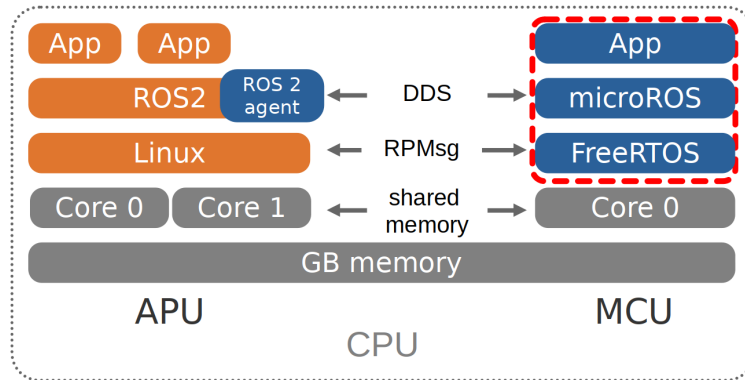 App App App
ROS2 ROS 2 agent DDS microROS
Linux RPMsg FreeRTOS
Core 0 Core 1 shared memory Core 0
GB memory
APU MCU
CPU